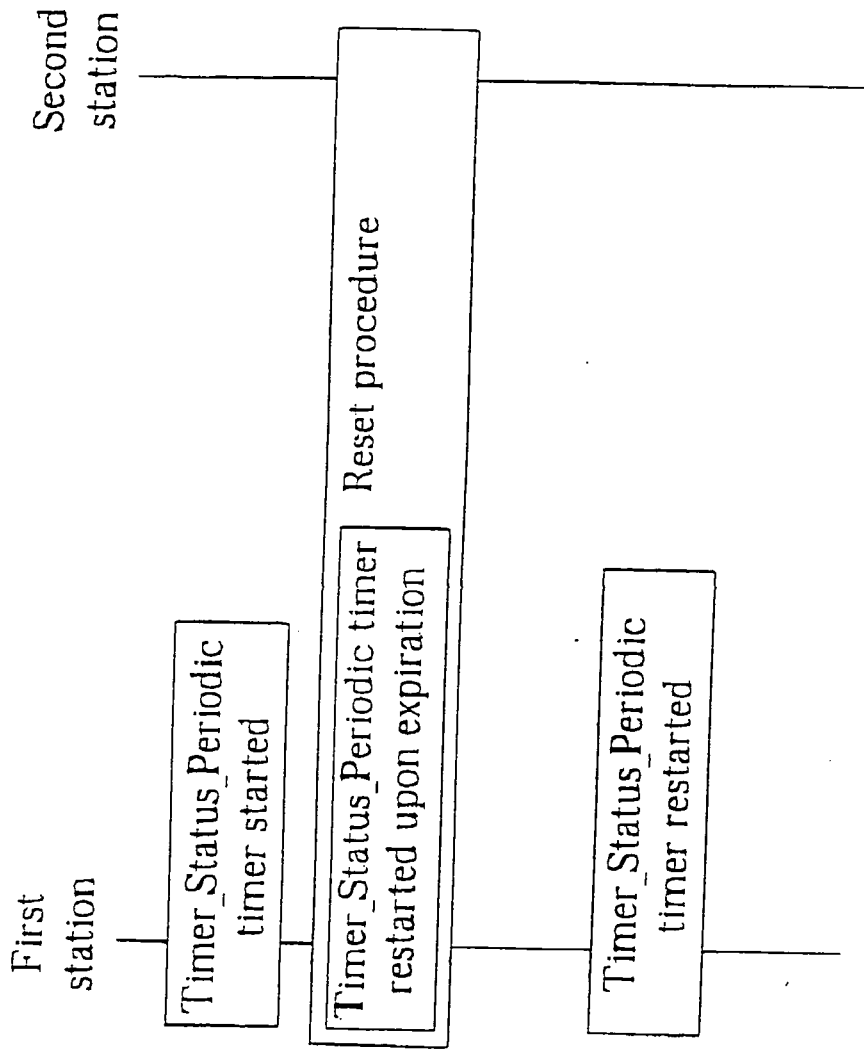 First
station
Second
station
Timer_Status_Periodic
timer started
Timer_Status_Periodic timer
restarted upon expiration
Reset procedure
Timer_Status_Periodic
timer restarted